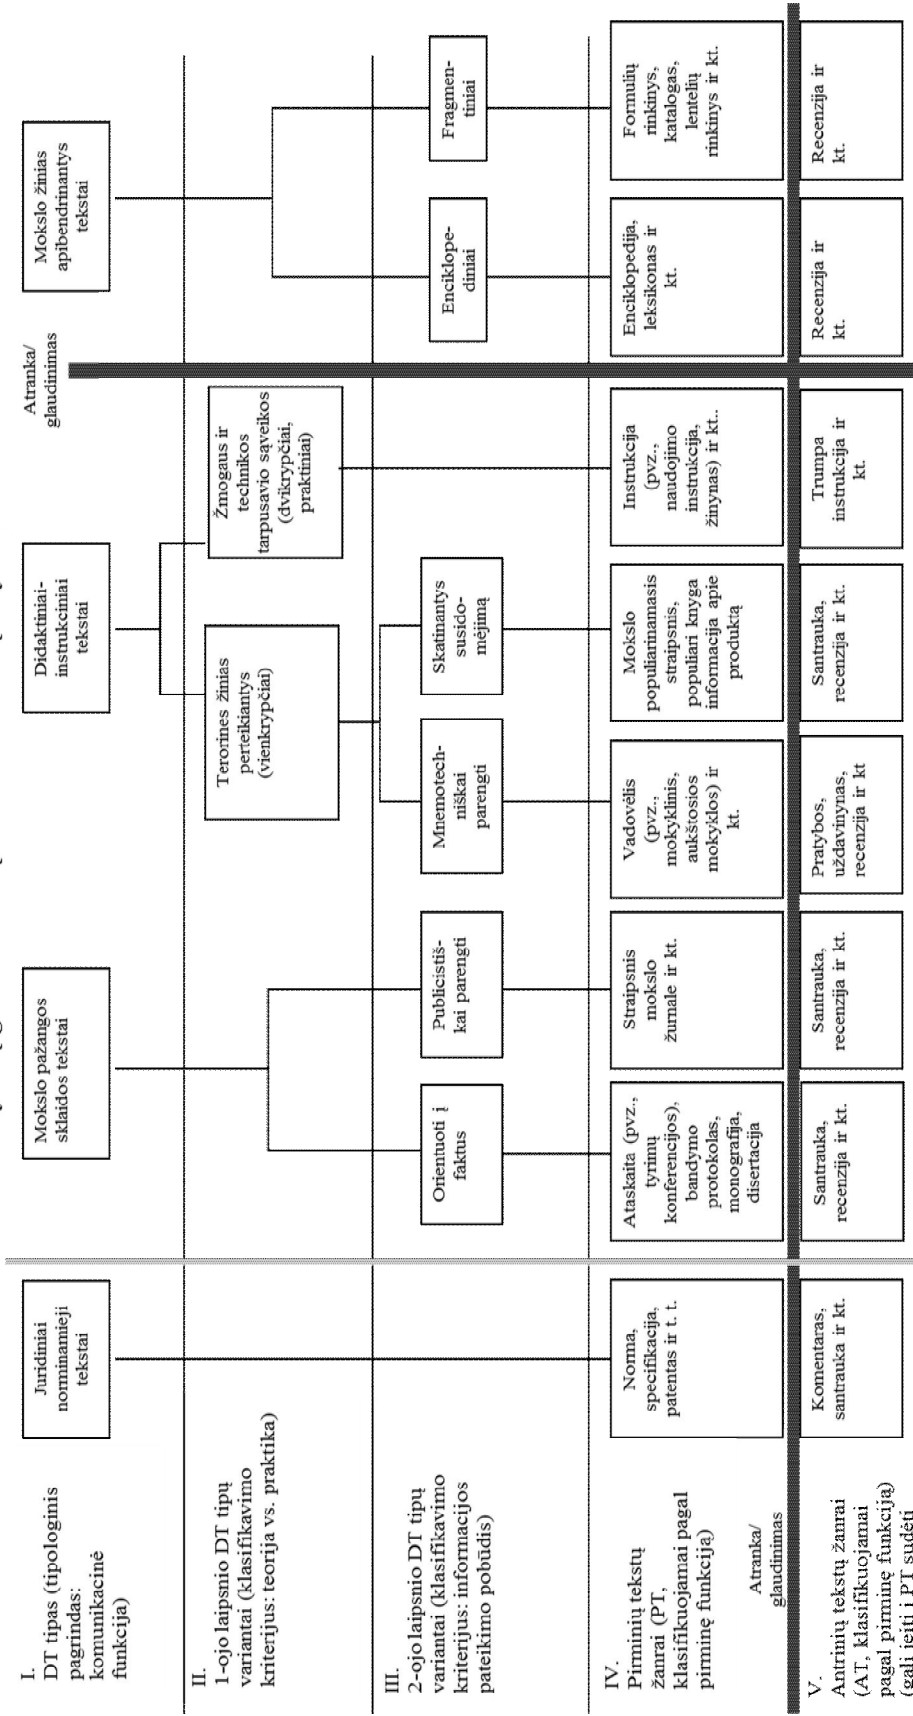 I.
DT tipas (tipologinis
pagrindas:
komunikacinė
funkcija)
Juridiniai
norminamieji
tekstai
Mokslo pažangos
sklaidos tekstai
Didaktiniai-
instrukciniai
tekstai
Atranka/
glaudinimas
Mokslo žinias
apibendrinantys
tekstai
II.
1-ojo laipsnio DT tipų
variantai (klasifikavimo
kriterijus: teorija vs. praktika)
Terorines žinias
perteikiantys
(vienkrypčiai)
Žmogaus ir
technikos
tarpusavio sąveikos
(dvikrypčiai,
praktiniai)
III.
2-ojo laipsnio DT tipų
variantai (klasifikavimo
kriterijus: informacijos
pateikimo pobūdis)
Orientuoti į
faktus
Publicistiš-
kai parengti
Mnemotech-
niškai
parengti
Skatinantys
susido-
mėjimą
Enciklope-
diniai
Fragmen-
tiniai
IV.
Pirminių tekstų
žanrai (PT,
klasifikuojamai pagal
pirminę funkciją)
Atranka/
glaudinimas
Norma,
specifikacija,
patentas ir t. t.
Ataskaita (pvz.,
tyrimų
konferencijos),
bandymo
protokolas,
monografija,
disertacija
Straipsnis
mokslo
žurnale ir kt.
Vadovėlis
(pvz.,
mokyklinis,
aukštosios
mokyklos) ir
kt.
Mokslo
populiarinamasis
straipsnis,
populiari knyga
informacija apie
produktą
Instrukcija
(pvz.,
naudojimo
instrukcija,
žinynas) ir kt..
Enciklopedija,
leksikonas ir
kt.
Formulių
rinkinys,
katalogas,
lentelių
rinkinys ir kt.
V.
Antrinių tekstų žanrai
(AT, klasifikuojamai
pagal pirminę funkciją)
(gali įeiti į PT sudėti
Komentaras,
santrauka ir kt.
Santrauka,
recenzija ir kt.
Santrauka,
recenzija ir kt.
Pratybos,
uždavinynas,
recenzija ir kt
Santrauka,
recenzija ir kt.
Trumpa
instrukcija ir
kt.
Recenzija ir
kt.
Recenzija ir
kt.